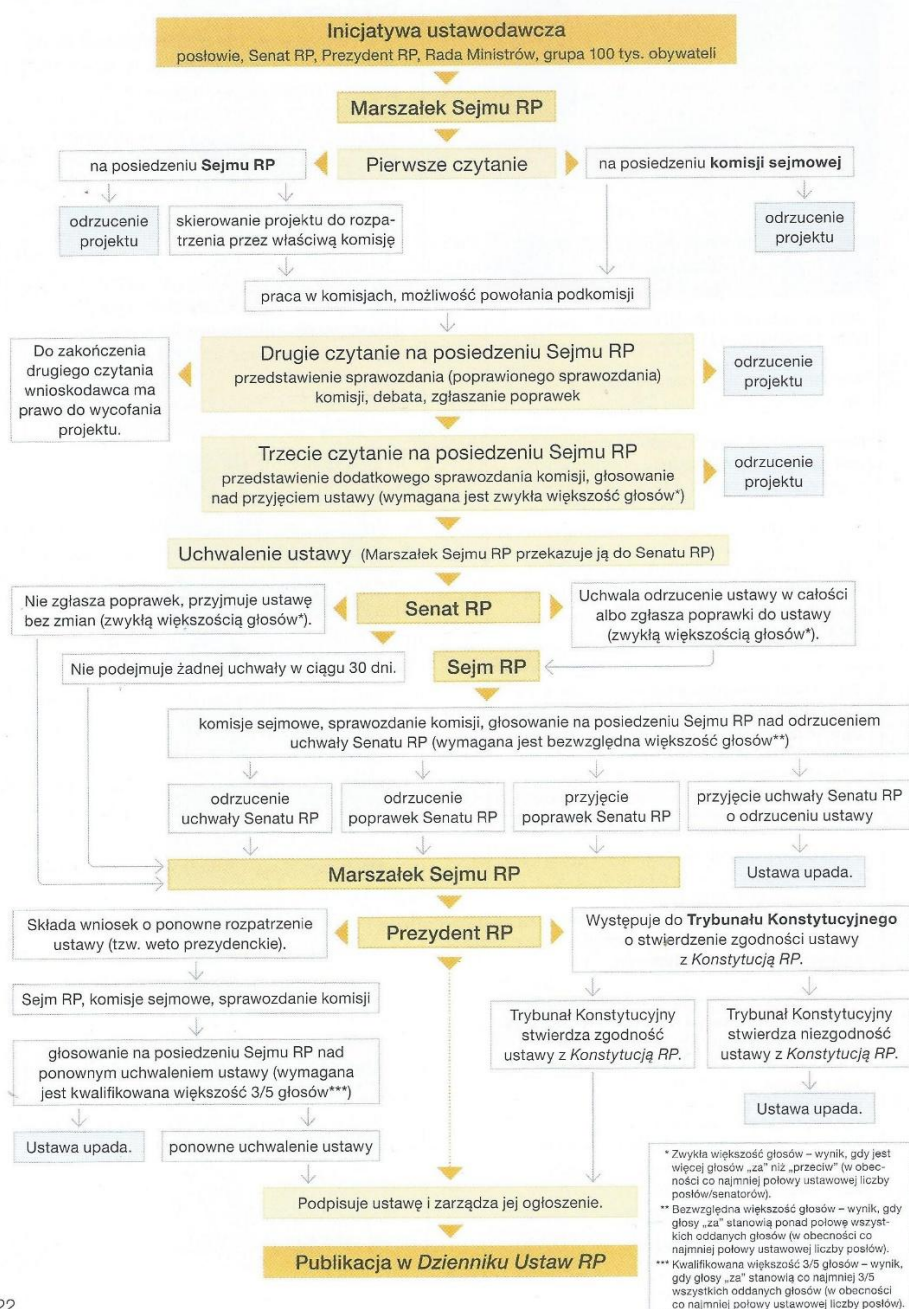 Inicjatywa ustawodawcza
posłowie, Senat RP, Prezydent RP, Rada Ministrów, grupa 100 tys. obywateli
Marszałek Sejmu RP
na posiedzeniu Sejmu RP
Pierwsze czytanie
na posiedzeniu komisji sejmowej
odrzucenie
projektu
skierowanie projektu do rozpa-
trzenia przez właściwą komisję
odrzucenie
projektu
praca w komisjach, możliwość powołania podkomisji
Do zakończenia
drugiego czytania
wnioskodawca ma
prawo do wycofania
projektu.
Drugie czytanie na posiedzeniu Sejmu RP
przedstawienie sprawozdania (poprawionego sprawozdania)
komisji, debata, zgłaszanie poprawek
odrzucenie
projektu
Trzecie czytanie na posiedzeniu Sejmu RP
przedstawienie dodatkowego sprawozdania komisji, głosowanie
nad przyjęciem ustawy (wymagana jest zwykła większość głosów*)
odrzucenie
projektu
Uchwalenie ustawy (Marszałek Sejmu RP przekazuje ją do Senatu RP)
Nie zgłasza poprawek, przyjmuje ustawę
bez zmian (zwykłą większością głosów*).
Senat RP
Uchwala odrzucenie ustawy w całości
albo zgłasza poprawki do ustawy
(zwykłą większością głosów*).
Nie podejmuje żadnej uchwały w ciągu 30 dni.
Sejm RP
komisje sejmowe, sprawozdanie komisji, głosowanie na posiedzeniu Sejmu RP nad odrzuceniem
uchwały Senatu RP (wymagana jest bezwzględna większość głosów**)
odrzucenie
uchwały Senatu RP
odrzucenie
poprawek Senatu RP
przyjęcie
poprawek Senatu RP
przyjęcie uchwały Senatu RP
o odrzuceniu ustawy
Marszałek Sejmu RP
Ustawa upada.
Składa wniosek o ponowne rozpatrzenie
ustawy (tzw. weto prezydenckie).
Prezydent RP
Występuje do Trybunału Konstytucyjnego
o stwierdzenie zgodności ustawy
z Konstytucją RP.
Sejm RP, komisje sejmowe, sprawozdanie komisji
Trybunał Konstytucyjny
stwierdza zgodność
ustawy z Konstytucją RP.
Trybunał Konstytucyjny
stwierdza niezgodność
ustawy z Konstytucją RP.
głosowanie na posiedzeniu Sejmu RP nad
ponownym uchwaleniem ustawy (wymagana
jest kwalifikowana większość 3/5 głosów***)
Ustawa upada.
Ustawa upada.
ponowne uchwalenie ustawy
Podpisuje ustawę i zarządza jej ogłoszenie.
Publikacja w Dzienniku Ustaw RP
* Zwykła większość głosów – wynik, gdy jest
więcej głosów „za” niż „przeciw” (w obec-
ności co najmniej połowy ustawowej liczby
posłów/senatorów).
** Bezwzględna większość głosów – wynik, gdy
głosy „za” stanowią ponad połowę wszyst-
kich oddanych głosów (w obecności co
najmniej połowy ustawowej liczby posłów).
*** Kwalifikowana większość 3/5 głosów – wynik,
gdy głosy „za” stanowią co najmniej 3/5
wszystkich oddanych głosów (w obecności
co najmniej połowy ustawowej liczby posłów).